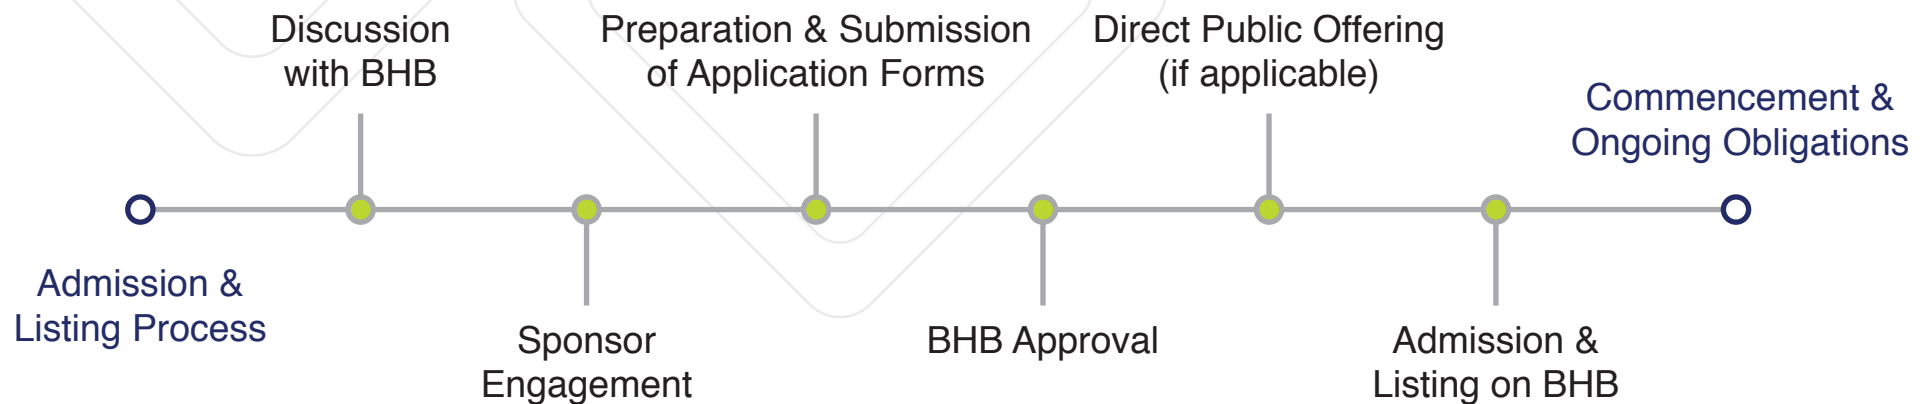 Admission &
Listing Process
Discussion
with BHB
Sponsor
Engagement
Preparation & Submission
of Application Forms
BHB Approval
Direct Public Offering
(if applicable)
Admission &
Listing on BHB
Commencement &
Ongoing Obligations